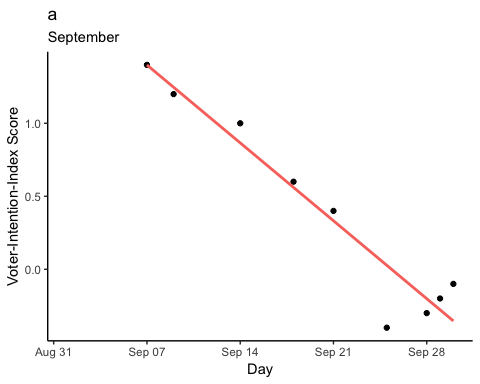 a
September
Voter-Intention-Index Score
1.0
0.5
0.0
Aug 31
Sep 07
Sep 14
Sep 21
Sep 28
Day